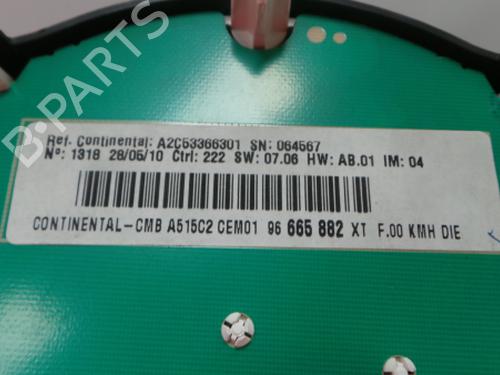 Ref. Continental: A2C53366301 SN: 064567
Nº: 1318 28/05/10 Ctrl: 222 SW: 07.06 HW: AB.01 IM: 04
CONTINENTAL-CMB A515C2 CEM01 96 665 882 XT F.00 KMH DIE
B-PARTS